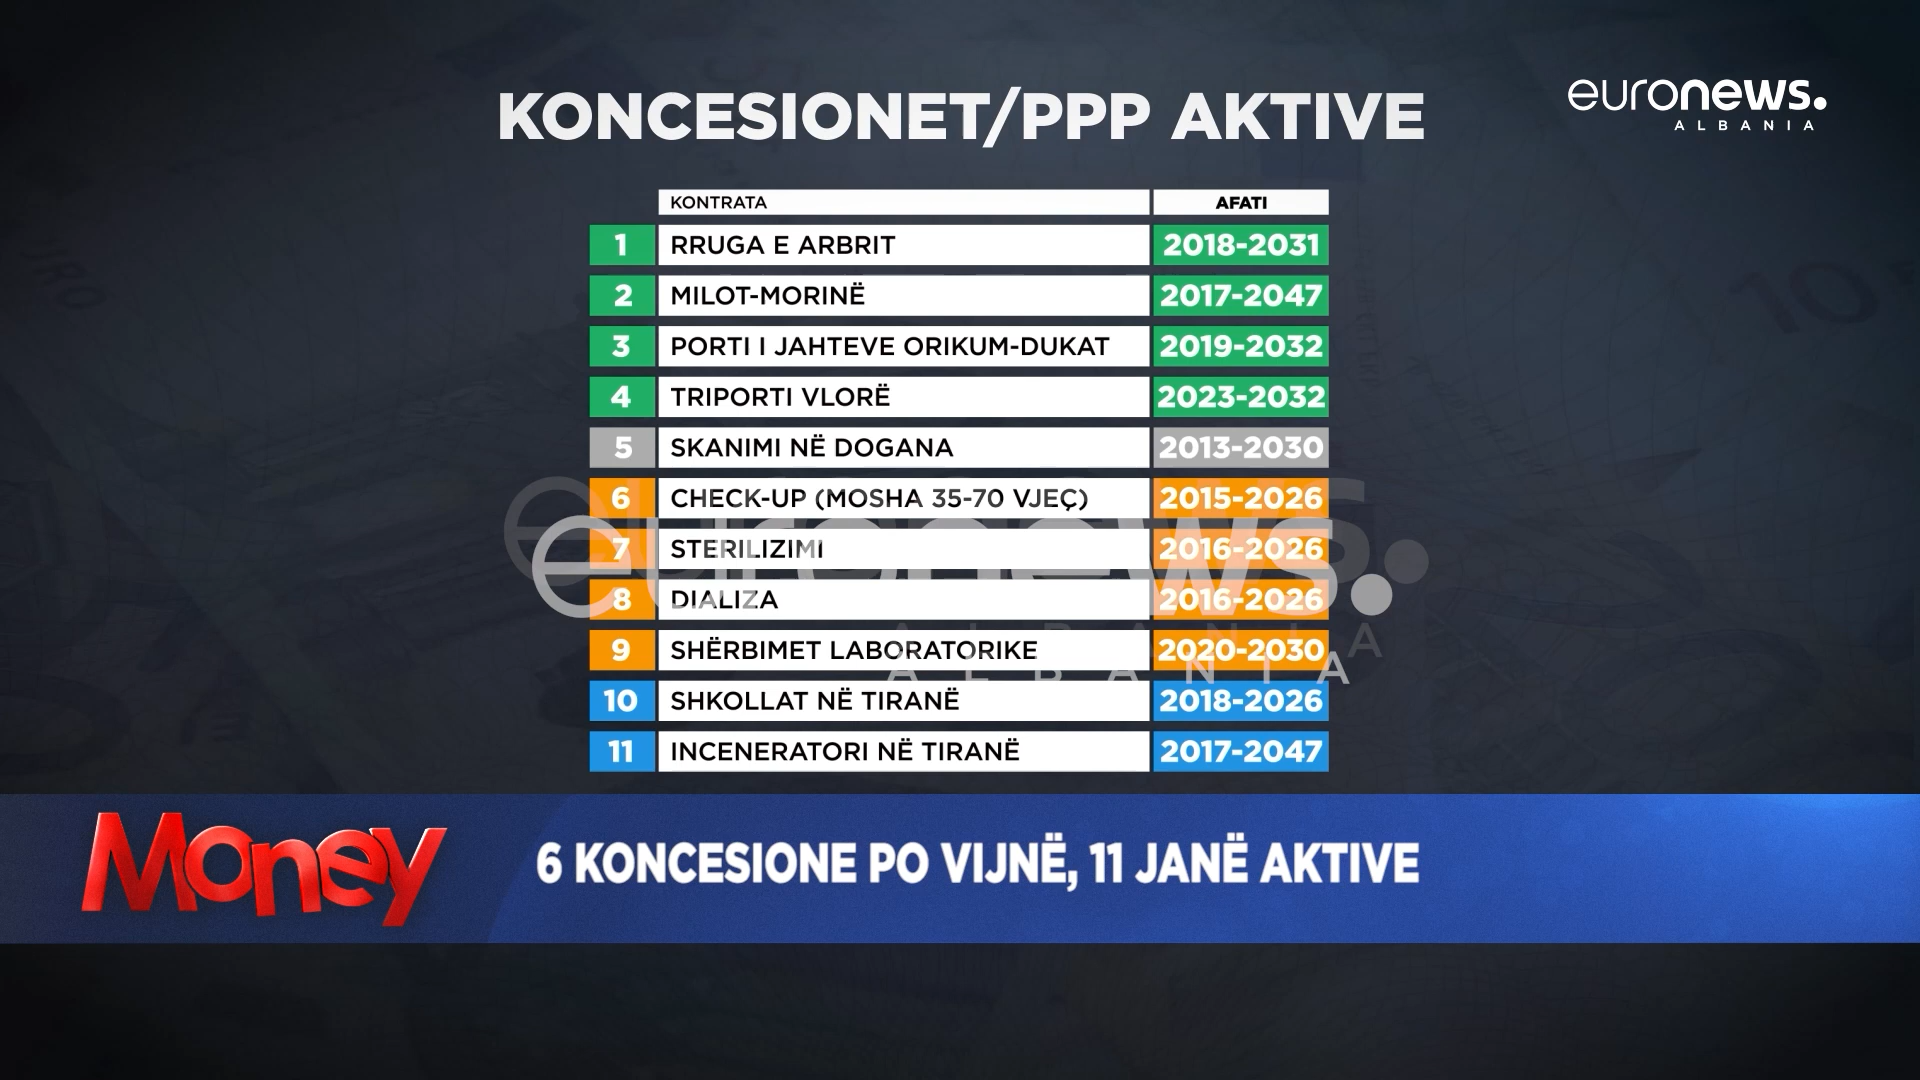 KONCESIONET/PPP AKTIVE
euronews.
ALBANIA
KONTRATA AFATI
1 RRUGA E ARBRIT 2018-2031
2 MILOT-MORINË 2017-2047
3 PORTI I JAHTEVE ORIKUM-DUKAT 2019-2032
4 TRIPORTI VLORË 2023-2032
5 SKANIMI NË DOGANA 2013-2030
6 CHECK-UP (MOSHA 35-70 VJEÇ) 2015-2026
7 STERILIZIMI 2016-2026
8 DIALIZA 2016-2026
9 SHËRBIMET LABORATORIKE 2020-2030
10 SHKOLLAT NË TIRANË 2018-2026
11 INCENERATORI NË TIRANË 2017-2047
euronews.
ALBANIA
euronews.
ALBANIA
Money
6 KONCESIONE PO VIJNË, 11 JANË AKTIVE